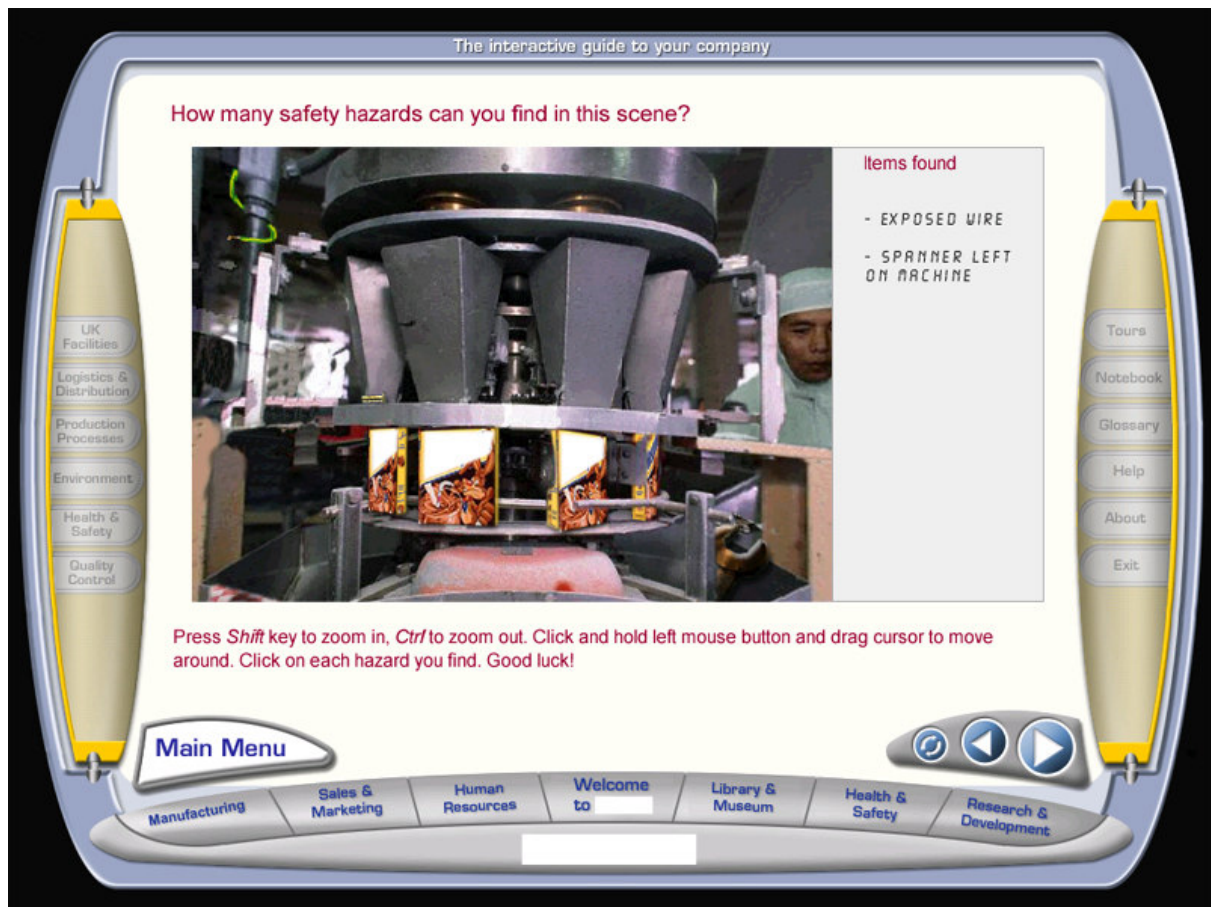 The interactive guide to your company
How many safety hazards can you find in this scene?
Items found
- EXPOSED WIRE
- SPANNER LEFT
ON MACHINE
UK
Facilities
Logistics &
Distribution
Production
Processes
Environment
Health &
Safety
Quality
Control
Tours
Notebook
Glossary
Help
About
Exit
Press Shift key to zoom in, Ctrl to zoom out. Click and hold left mouse button and drag cursor to move
around. Click on each hazard you find. Good luck!
Main Menu
Manufacturing
Sales &
Marketing
Human
Resources
Welcome
to
Library &
Museum
Health &
Safety
Research &
Development